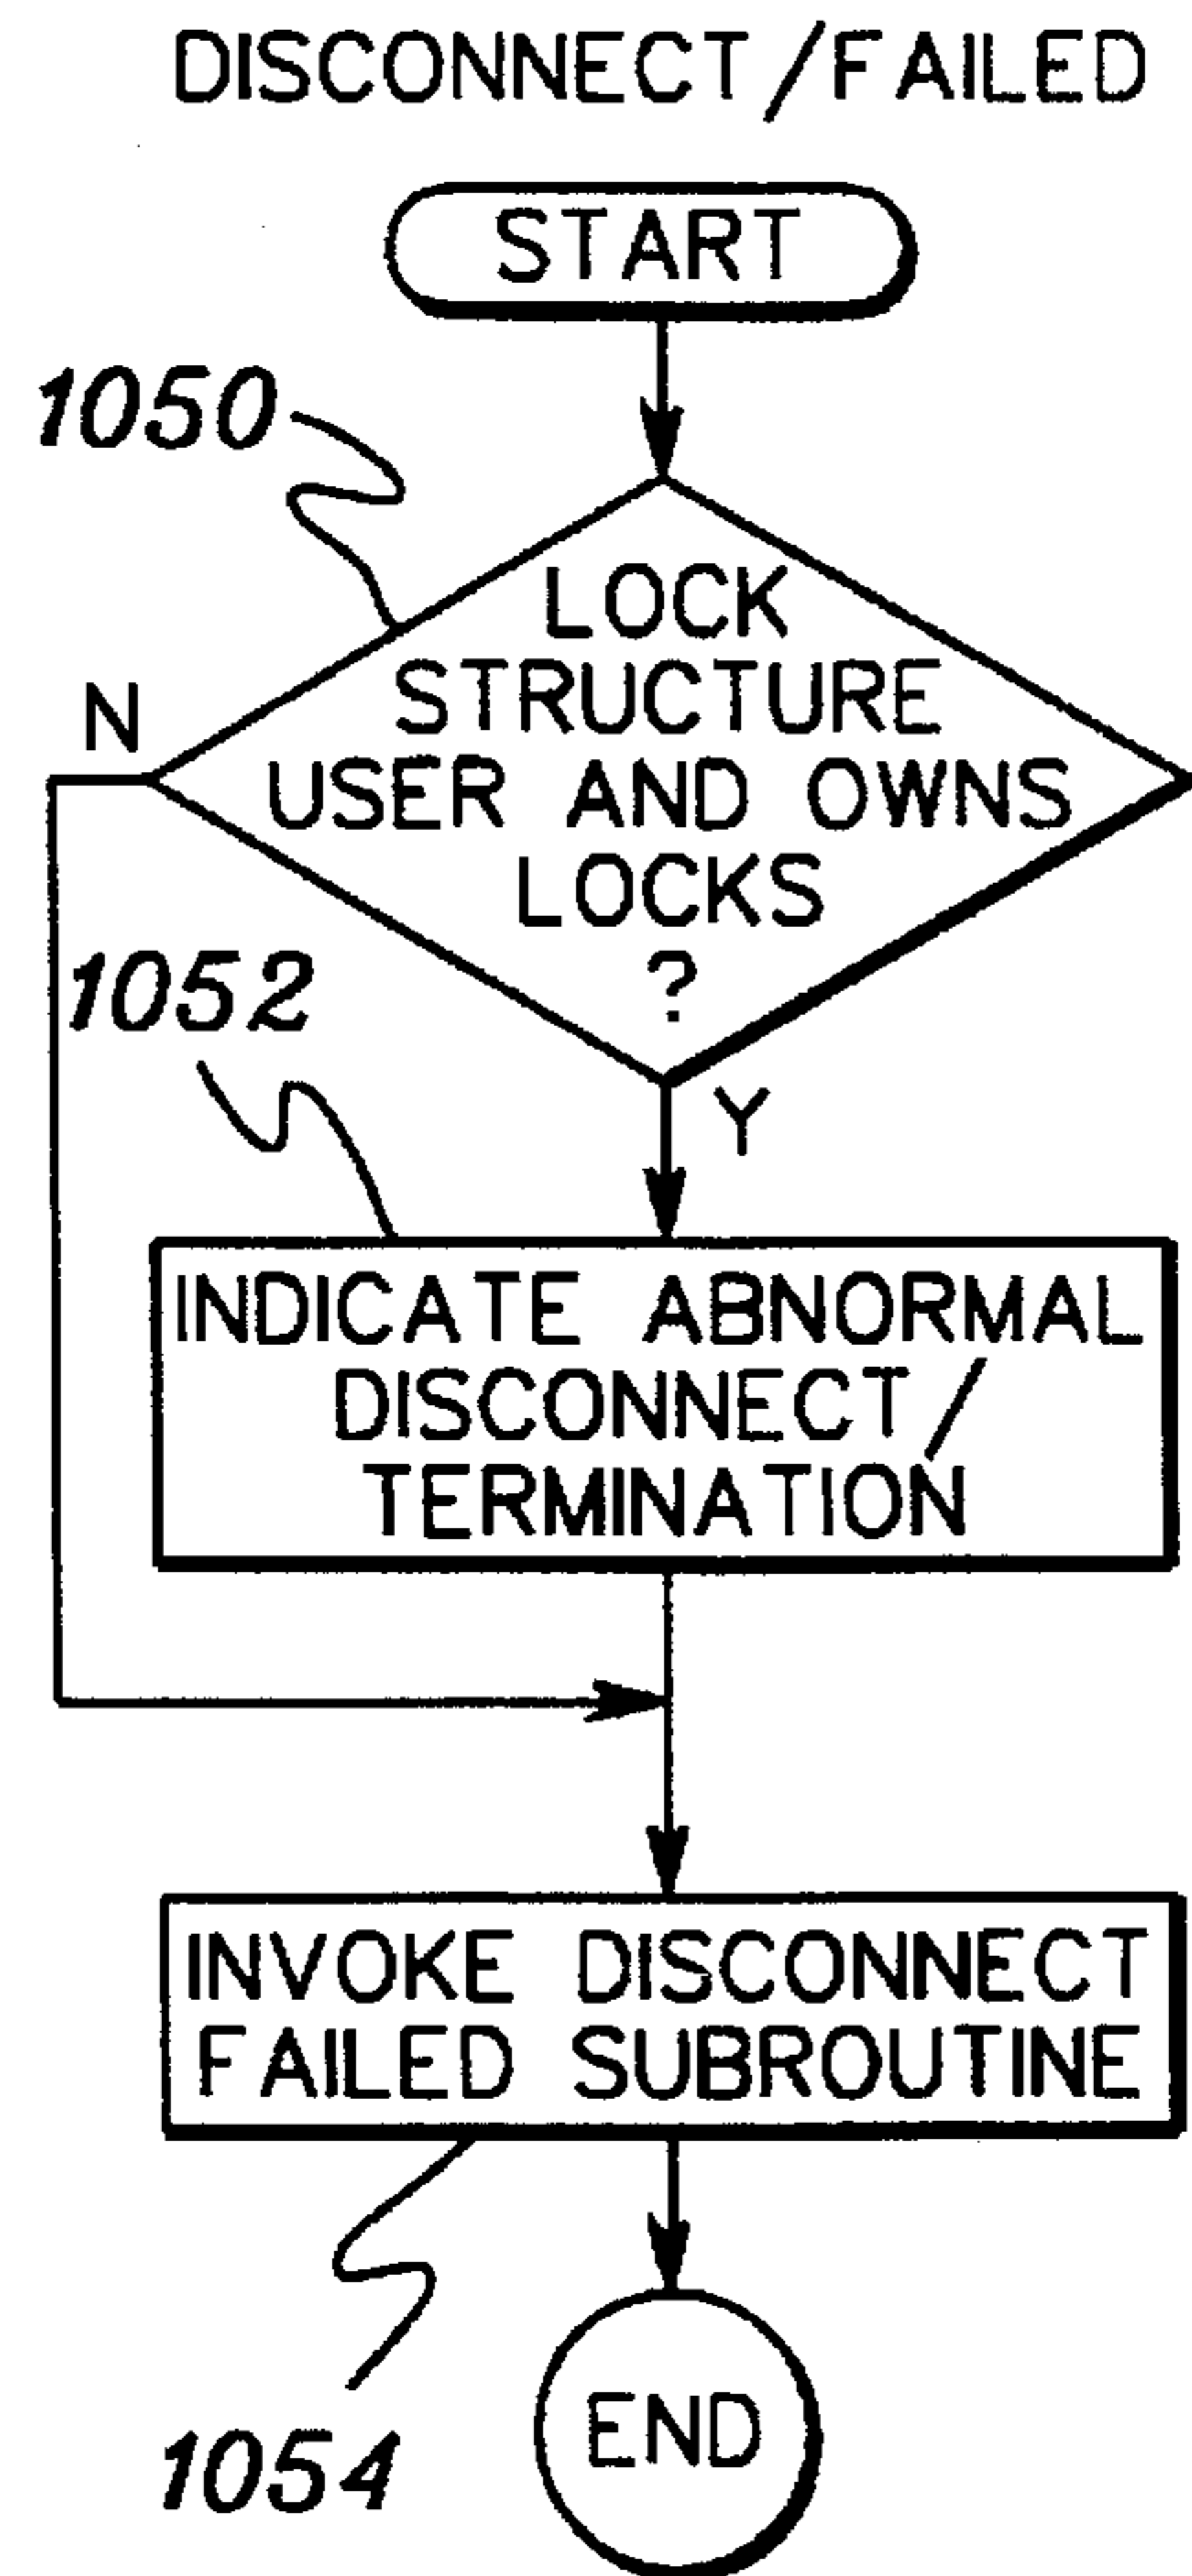 DISCONNECT/FAILED
START
1050
LOCK
STRUCTURE
N
USER AND OWNS
LOCKS
?
1052
Y
INDICATE ABNORMAL
DISCONNECT/
TERMINATION
INVOKE DISCONNECT
FAILED SUBROUTINE
END
1054